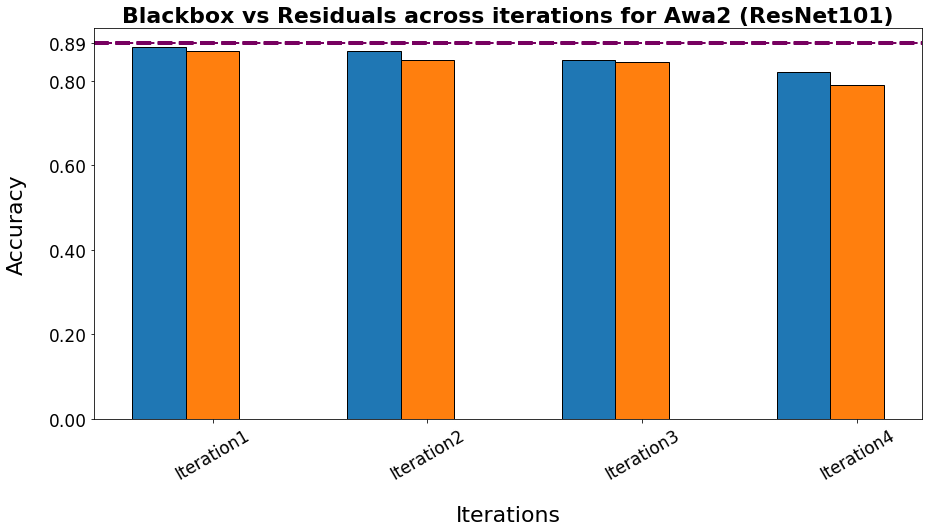 Blackbox vs Residuals across iterations for Awa2 (ResNet101)
0.89
0.80
0.60
0.40
0.20
0.00
Accuracy
Iteration1
Iteration2
Iteration3
Iteration4
Iterations